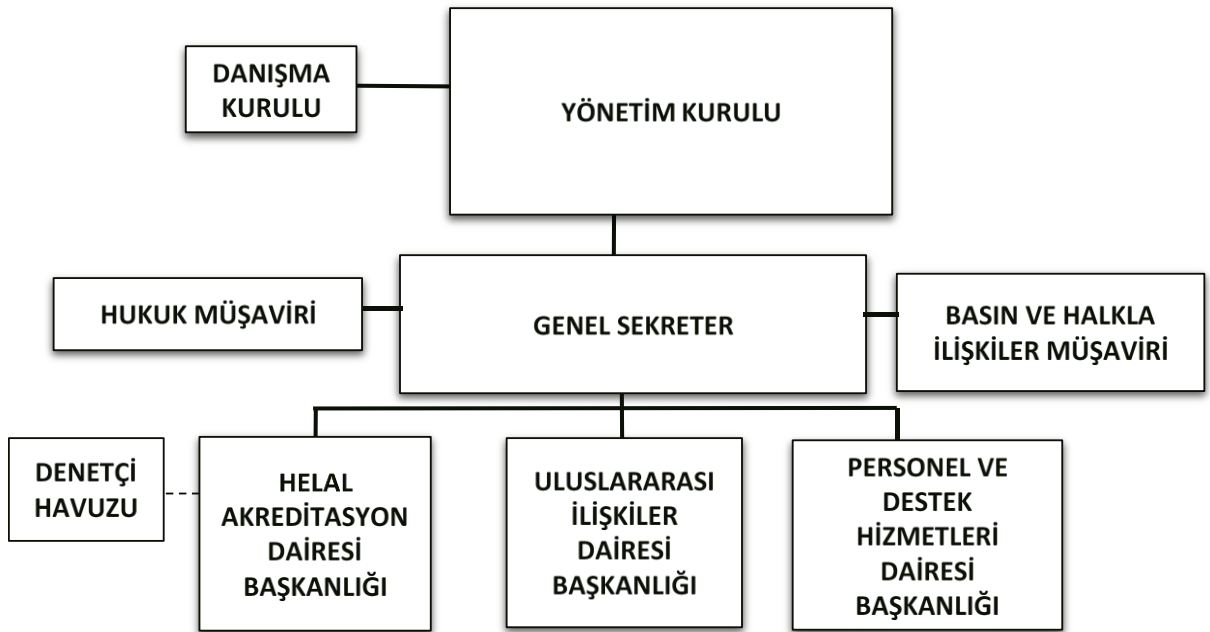 DANIŞMA
KURULU
YÖNETİM KURULU
HUKUK MÜŞAVİRİ
GENEL SEKRETER
BASIN VE HALKLA
İLİŞKİLER MÜŞAVİRİ
DENETÇİ
HAVUZU
HELAL
AKREDİTASYON
DAİRESİ
BAŞKANLIĞI
ULUSLARARASI
İLİŞKİLER
DAİRESİ
BAŞKANLIĞI
PERSONEL VE
DESTEK
HİZMETLERİ
DAİRESİ
BAŞKANLIĞI